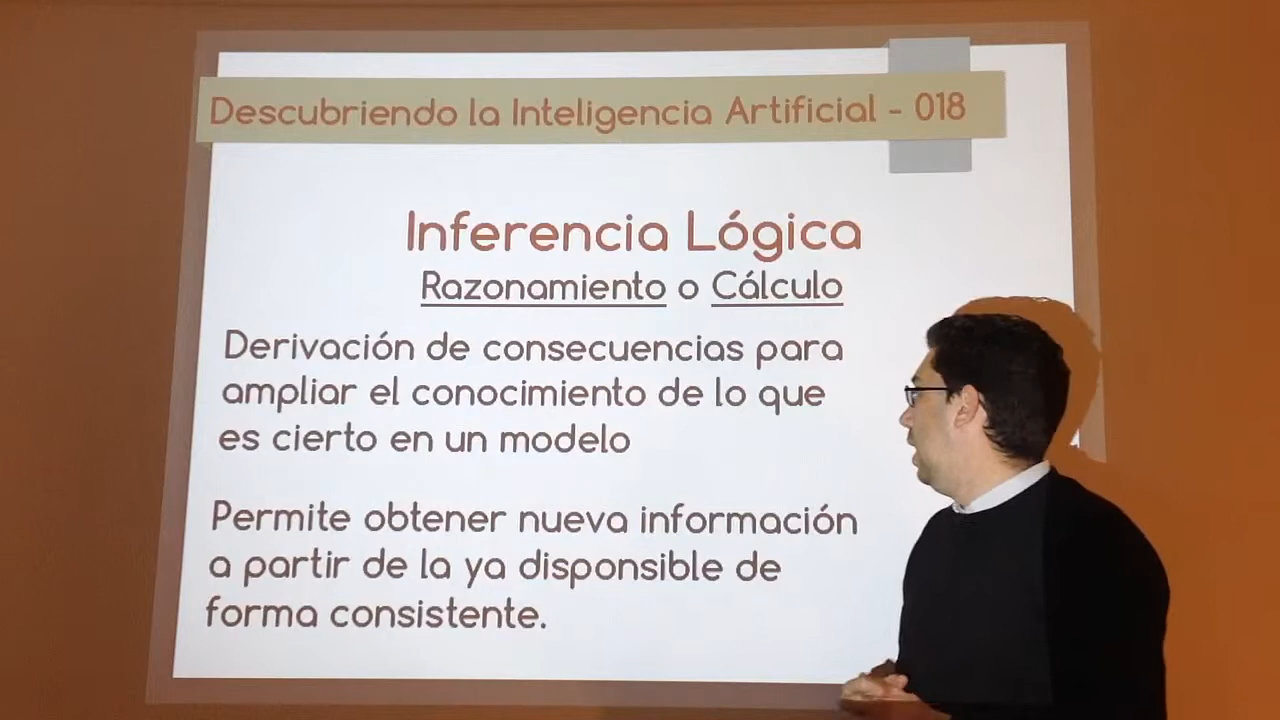 Descubriendo la Inteligencia Artificial - 018
Inferencia Lógica
Razonamiento o Cálculo
Derivación de consecuencias para
ampliar el conocimiento de lo que
es cierto en un modelo
Permite obtener nueva información
a partir de la ya disponsible de
forma consistente.